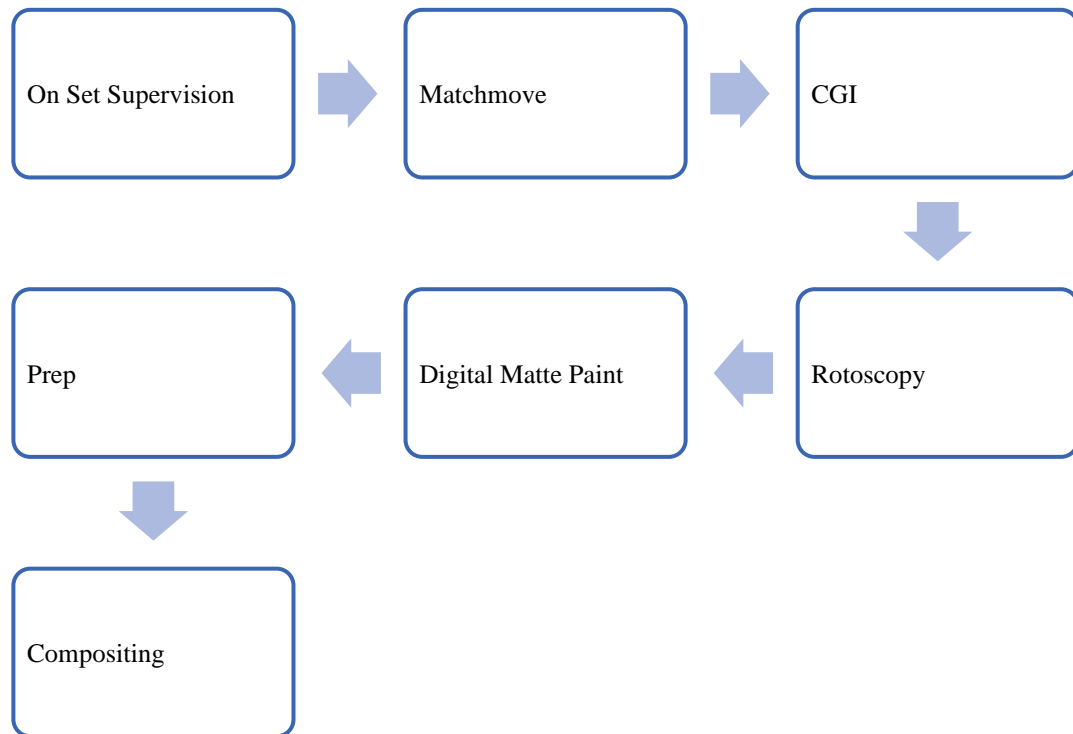 On Set Supervision
Matchmove
CGI
Rotoscopy
Digital Matte Paint
Prep
Compositing